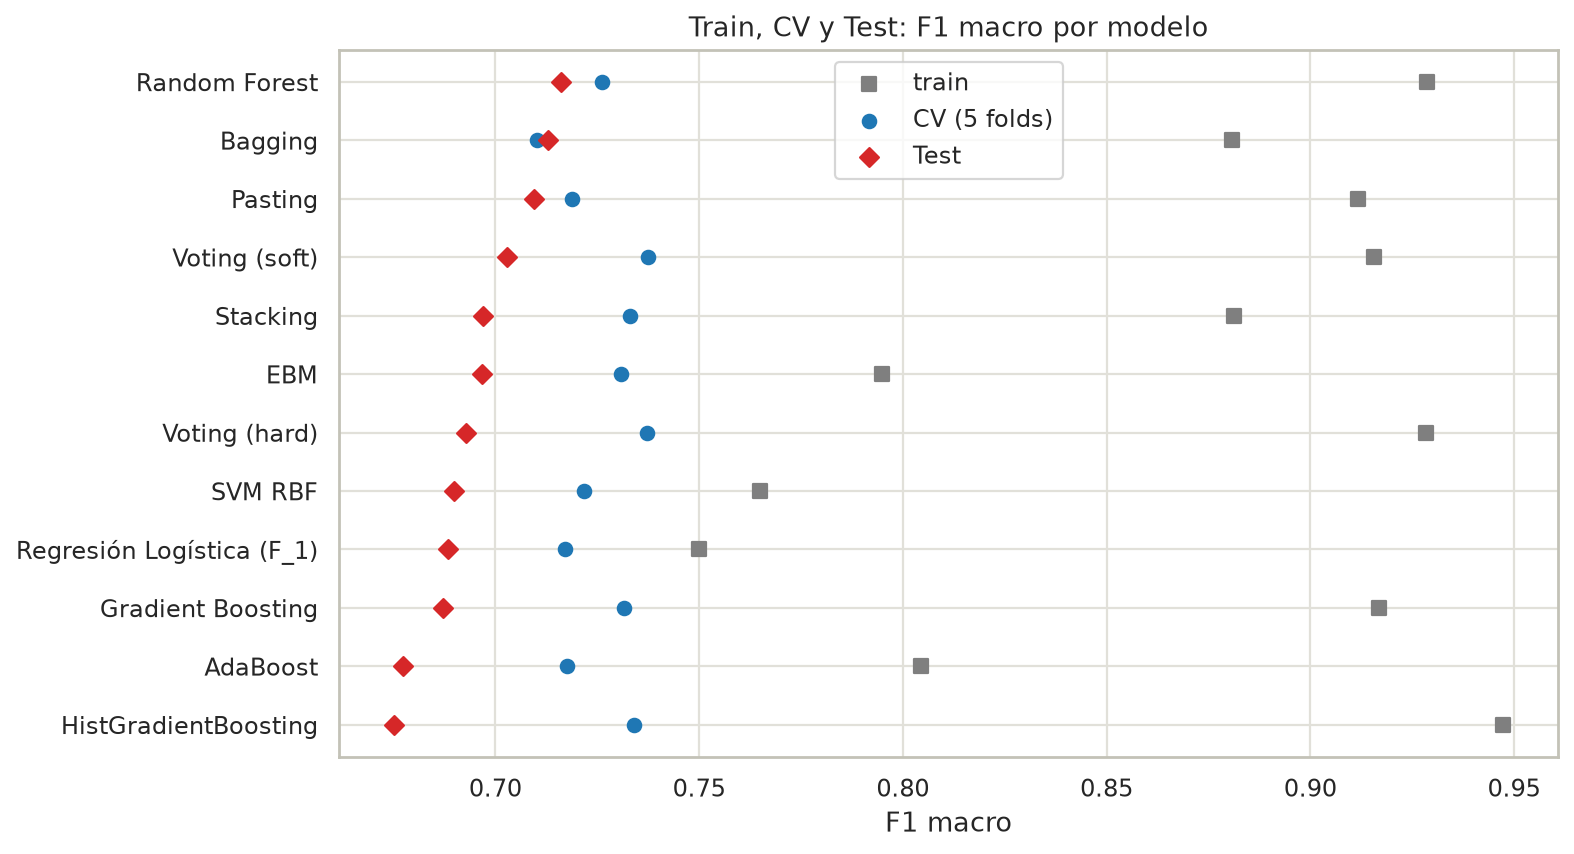 Train, CV y Test: F1 macro por modelo
train
CV (5 folds)
Test
Random Forest
Bagging
Pasting
Voting (soft)
Stacking
EBM
Voting (hard)
SVM RBF
Regresión Logística (F_1)
Gradient Boosting
AdaBoost
HistGradientBoosting
0.70 0.75 0.80 0.85 0.90 0.95
F1 macro